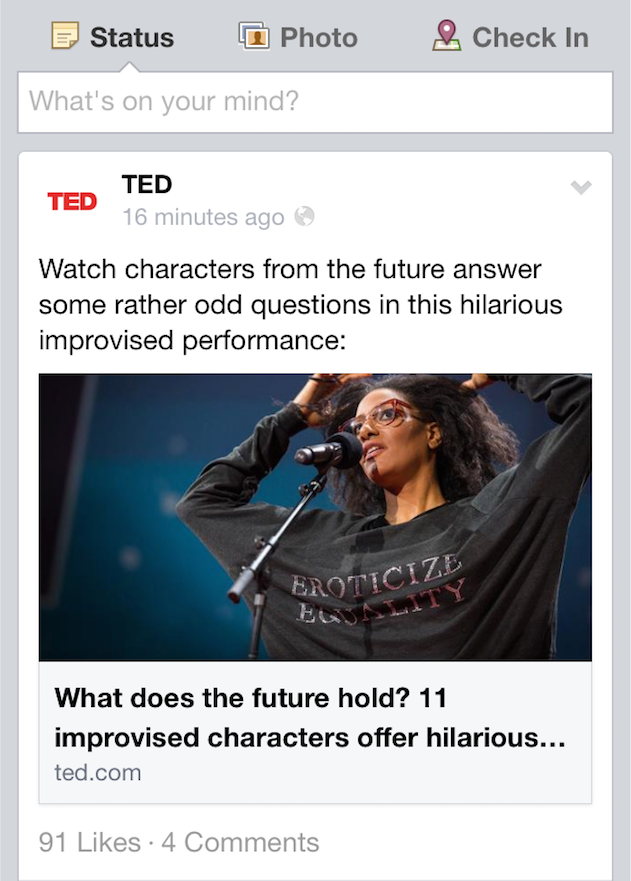 Status Photo Check In
What's on your mind?
TED
TED
16 minutes ago
Watch characters from the future answer
some rather odd questions in this hilarious
improvised performance:
EROTICIZE
EQUALITY
What does the future hold? 11
improvised characters offer hilarious...
ted.com
91 Likes · 4 Comments